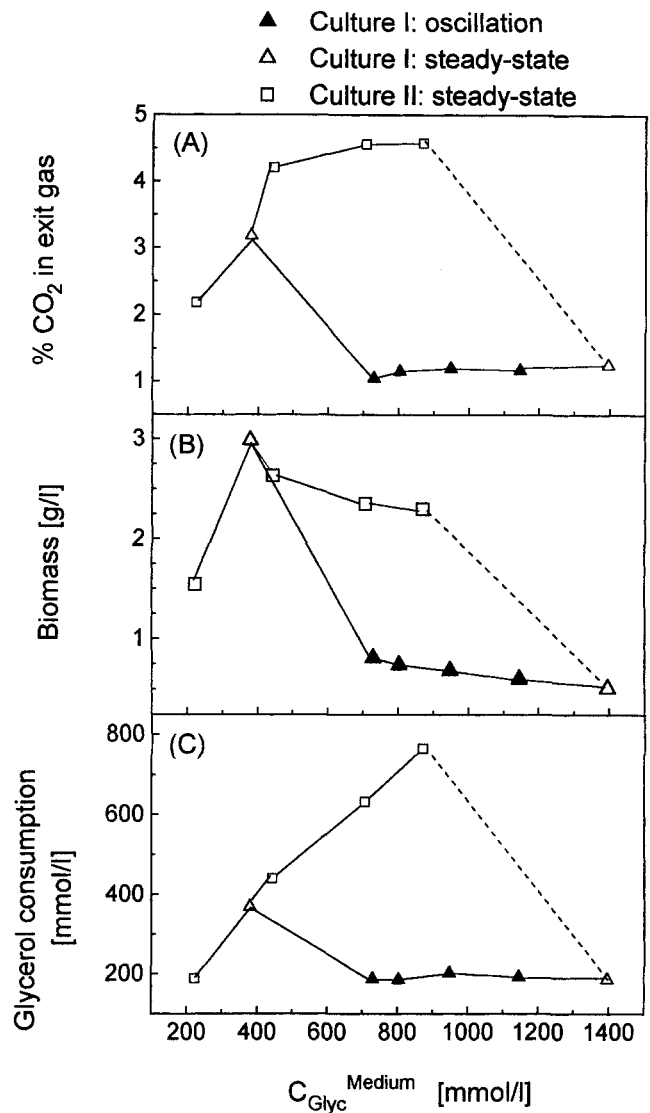 Culture I: oscillation
Culture I: steady-state
Culture II: steady-state
(A)
5
4
3
2
1
% CO₂ in exit gas
(B)
3
2
1
Biomass [g/l]
(C)
800
600
400
200
Glycerol consumption
[mmol/l]
200 400 600 800 1000 1200 1400
C_Glyc^Medium [mmol/l]